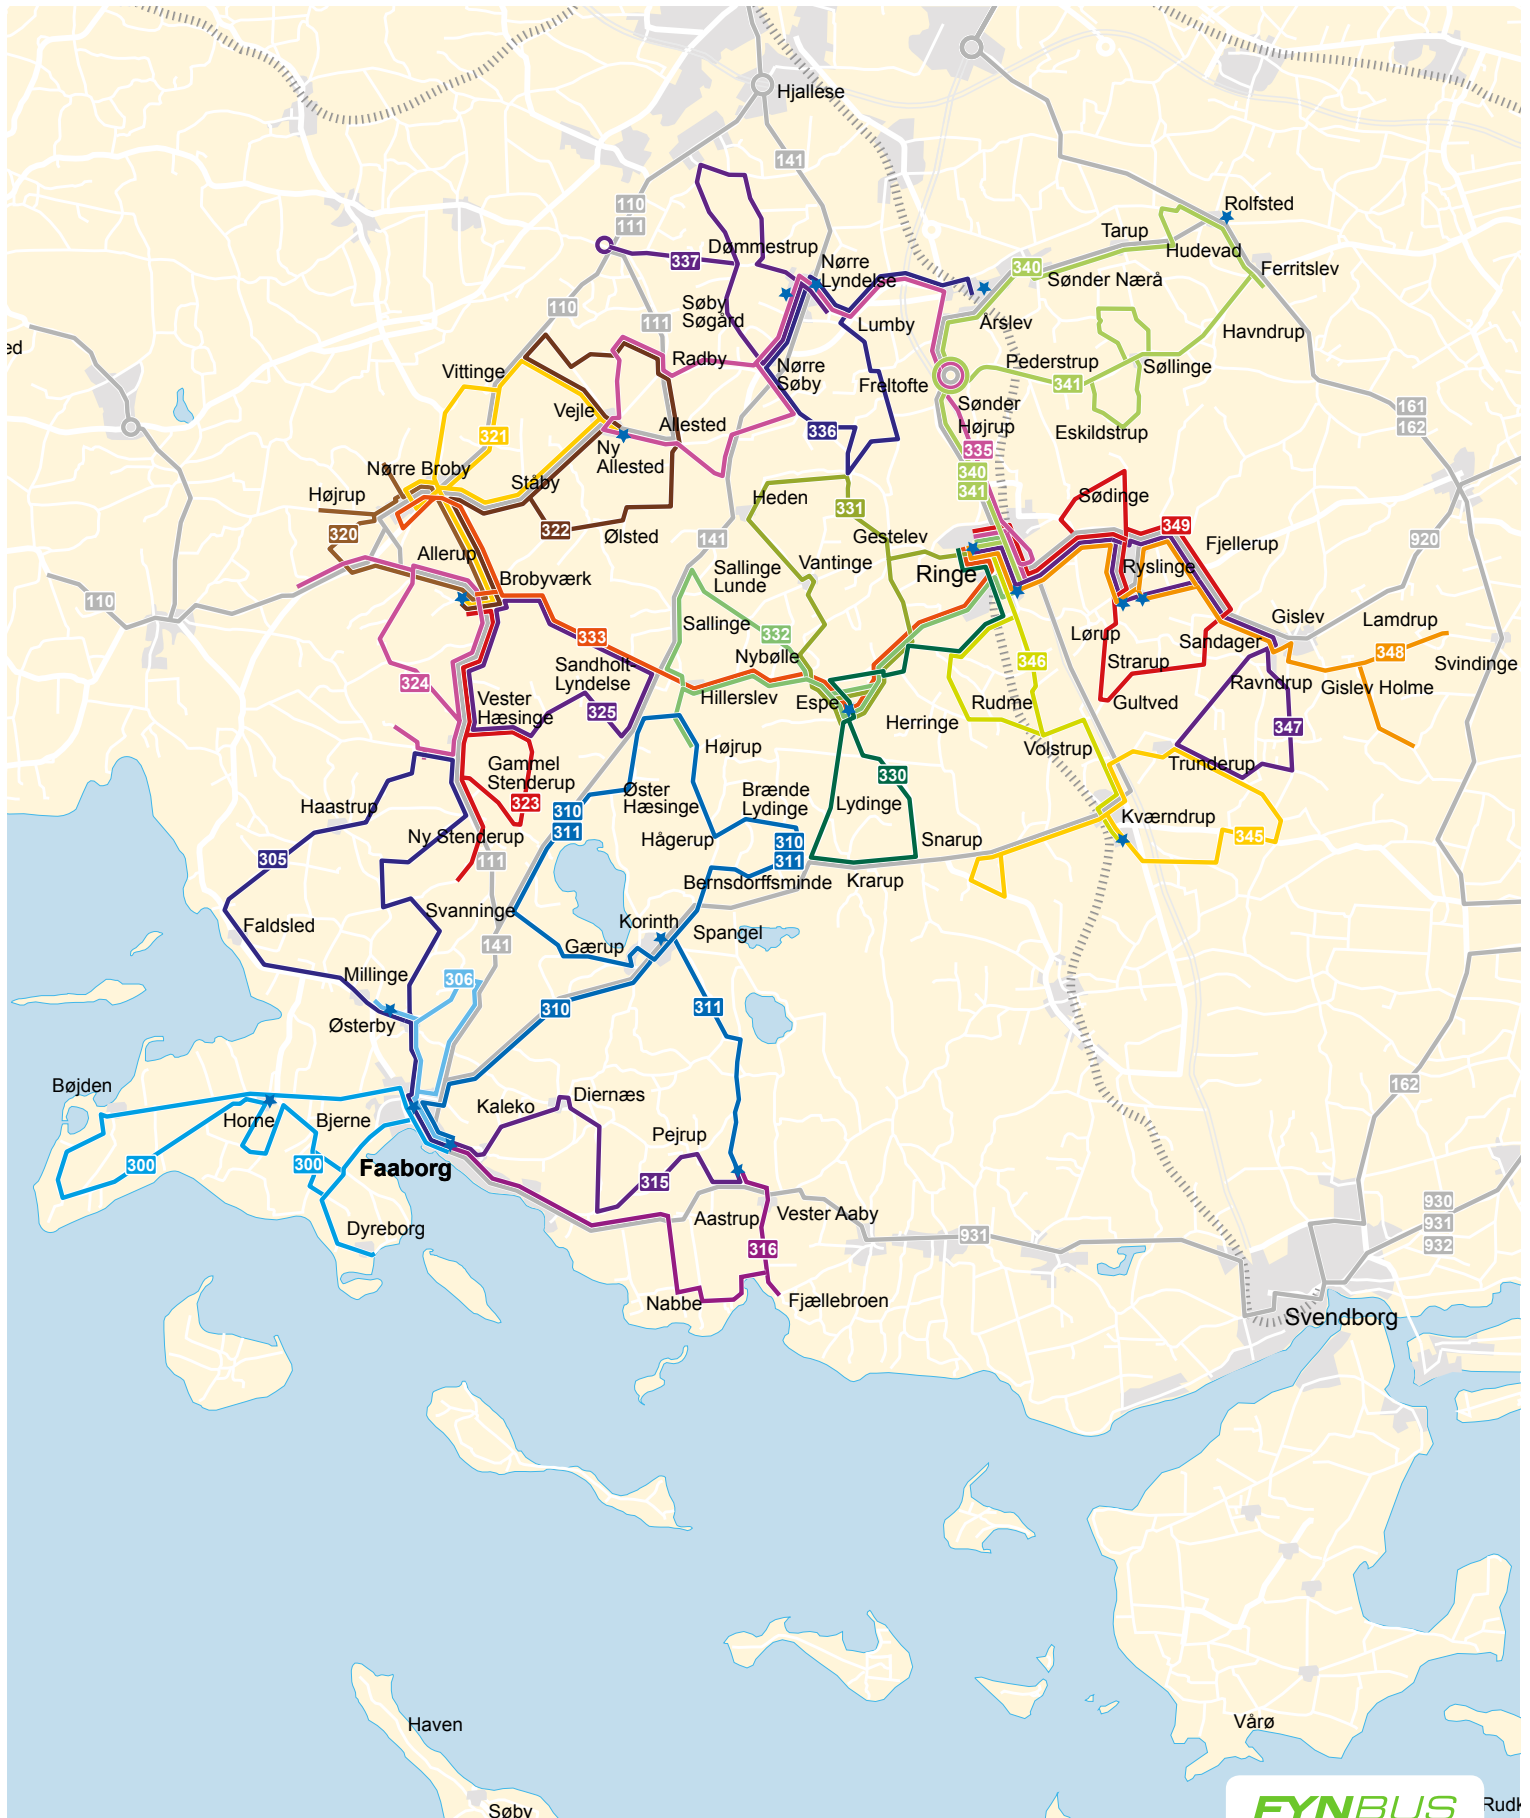 Hjallese
141
110
111
Rolfsted
Tarup
Dømmestrup
Hudevad
337
Nørre
Lyndelse
340
Ferritslev
Sønder Nærå
Søby
Søgård
110
111
Lumby
Årslev
Havndrup
ed
Radby
Vittinge
Nørre
Søby
Pederstrup
Søllinge
Freltofte
341
Vejle
Sønder
Højrup
161
162
Allested
336
Eskildstrup
321
Ny
Allested
335
Nørre Broby
340
341
Ståby
Højrup
Heden
Sødinge
331
349
320
322
Ølsted
Gestelev
141
920
Allerup
Fjellerup
Sallinge
Lunde
Vantinge
Ringe
Ryslinge
Brobyværk
110
Sallinge
332
Gislev
Lamdrup
333
Lørup
Sandager
348
Sandholt-
Lyndelse
Nybølle
346
Strarup
Svindinge
324
Ravndrup
Gislev Holme
Vester
Hæsinge
Hillerslev
Espe
Rudme
Gultved
325
Herringe
347
Højrup
Volstrup
Gammel
Stenderup
Trunderup
330
Øster
Hæsinge
Brænde
Lydinge
Haastrup
323
Lydinge
310
311
Kværndrup
Ny Stenderup
Hågerup
310
311
Snarup
345
305
111
Bernsdorffsminde
Krarup
Svanninge
Faldsled
Korinth
Spangel
141
Gærup
Millinge
306
310
311
Østerby
Bøjden
162
Diernæs
Kaleko
Horne
Bjerne
Pejrup
300
300
Faaborg
315
930
931
932
Aastrup
Vester Aaby
Dyreborg
931
316
Nabbe
Fjællebroen
Svendborg
Haven
Vårø
Søby
FYNBUS
Rudk